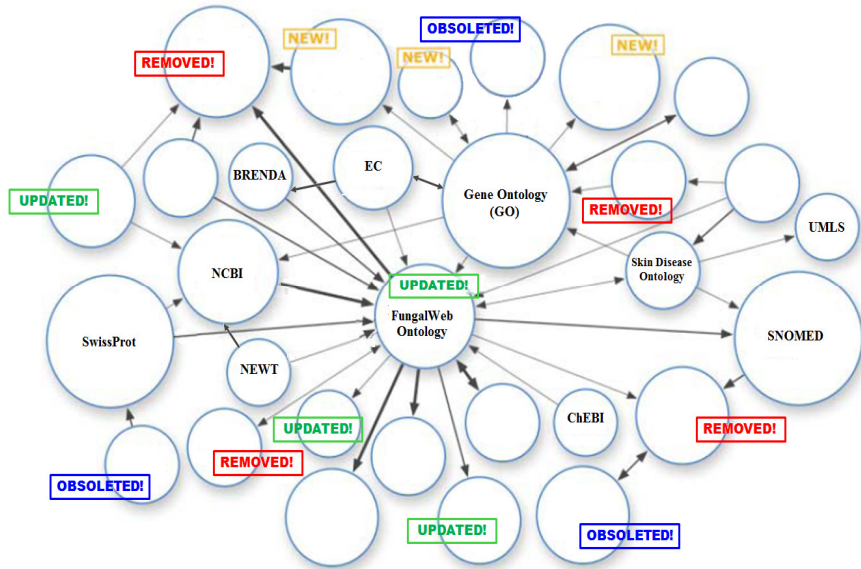 OBSOLETED!
NEW!
NEW!
NEW!
REMOVED!
BRENDA
EC
Gene Ontology
(GO)
UPDATED!
REMOVED!
UMLS
NCBI
Skin Disease
Ontology
UPDATED!
FungalWeb
Ontology
SwissProt
SNOMED
NEWT
ChEBI
UPDATED!
REMOVED!
REMOVED!
OBSOLETED!
UPDATED!
OBSOLETED!